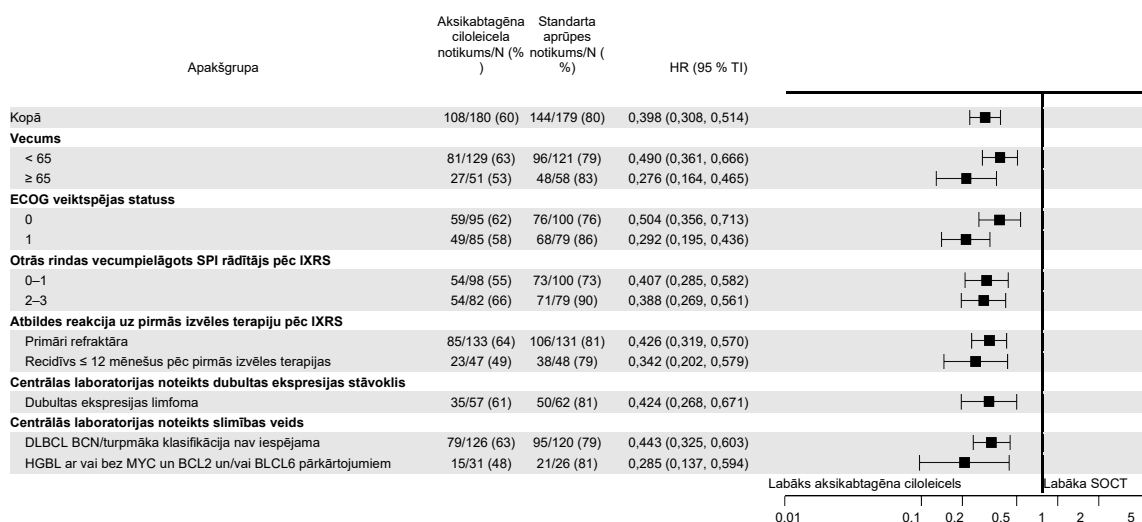 Aksikabtagēna Standarta
ciloleicela aprūpes
notikums/N (% notikums/N (
Apakšgrupa ) %) HR (95 % TI)
Kopā 108/180 (60) 144/179 (80) 0,398 (0,308, 0,514)
Vecums
< 65 81/129 (63) 96/121 (79) 0,490 (0,361, 0,666)
≥ 65 27/51 (53) 48/58 (83) 0,276 (0,164, 0,465)
ECOG veiktspējas statuss
0 59/95 (62) 76/100 (76) 0,504 (0,356, 0,713)
1 49/85 (58) 68/79 (86) 0,292 (0,195, 0,436)
Otrās rindas vecumpielāgots SPI rādītājs pēc IXRS
0–1 54/98 (55) 73/100 (73) 0,407 (0,285, 0,582)
2–3 54/82 (66) 71/79 (90) 0,388 (0,269, 0,561)
Atbildes reakcija uz pirmās izvēles terapiju pēc IXRS
Primāri refraktāra 85/133 (64) 106/131 (81) 0,426 (0,319, 0,570)
Recidīvs ≤ 12 mēnešus pēc pirmās izvēles terapijas 23/47 (49) 38/48 (79) 0,342 (0,202, 0,579)
Centrālas laboratorijas noteikts dubultas ekspresijas stāvoklis
Dubultas ekspresijas limfoma 35/57 (61) 50/62 (81) 0,424 (0,268, 0,671)
Centrālās laboratorijas noteikts slimības veids
DLBCL BCN/turpmāka klasifikācija nav iespējama 79/126 (63) 95/120 (79) 0,443 (0,325, 0,603)
HGBL ar vai bez MYC un BCL2 un/vai BLCL6 pārkārtojumiem 15/31 (48) 21/26 (81) 0,285 (0,137, 0,594)
Labāks aksikabtagēna ciloleicels Labāka SOCT
0.01 0.1 0.2 0.5 1 2 5